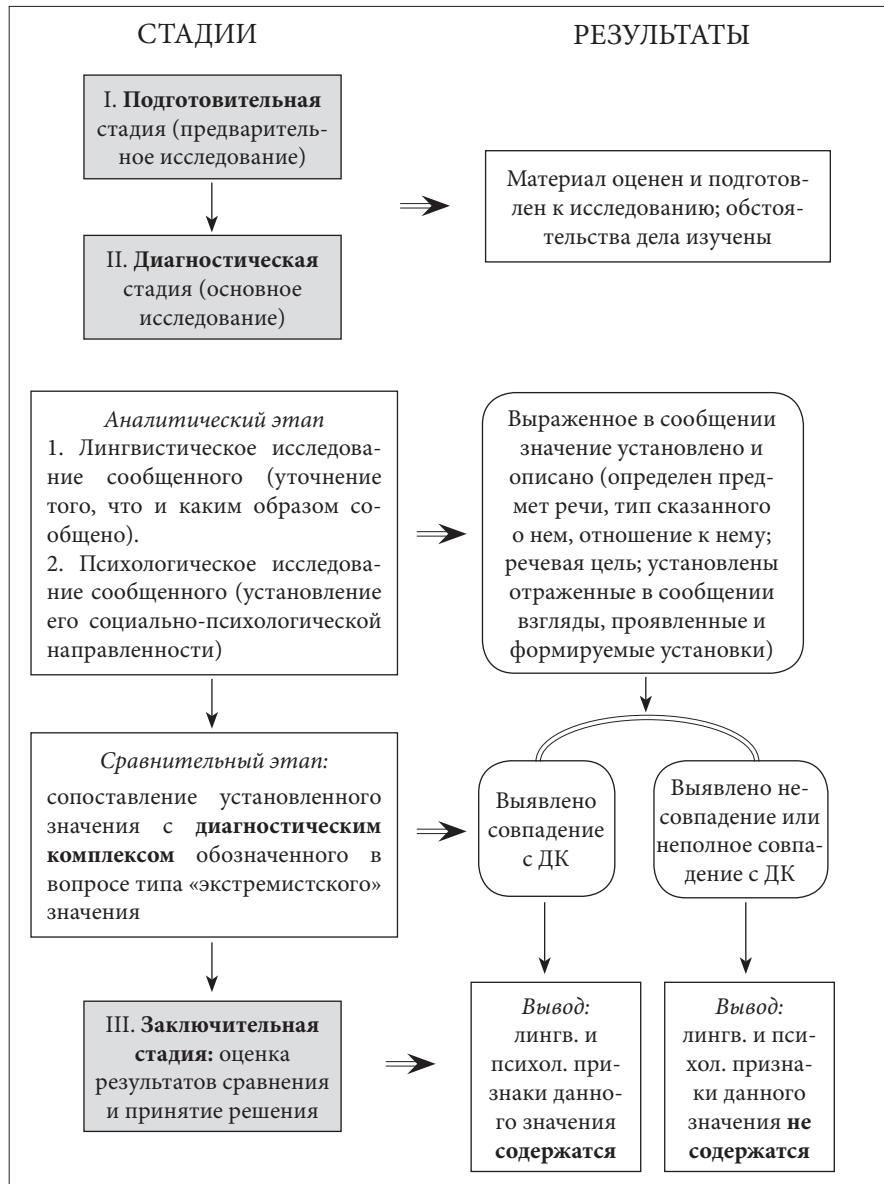 СТАДИИ
РЕЗУЛЬТАТЫ
I. Подготовительная
стадия (предваритель-
ное исследование)
Материал оценен и подготов-
лен к исследованию; обстоя-
тельства дела изучены
II. Диагностическая
стадия (основное
исследование)
Аналитический этап
1. Лингвистическое исследова-
ние сообщенного (уточнение
того, что и каким образом со-
общено).
2. Психологическое исследова-
ние сообщенного (установление
его социально-психологической
направленности)
Выраженное в сообщении
значение установлено и
описано (определен пред-
мет речи, тип сказанного
о нем, отношение к нему;
речевая цель; установлены
отраженные в сообщении
взгляды, проявленные и
формируемые установки)
Сравнительный этап:
сопоставление установленного
значения с диагностическим
комплексом обозначенного в
вопросе типа «экстремистского»
значения
Выявлено
совпадение
с ДК
Выявлено не-
совпадение или
неполное совпа-
дение с ДК
III. Заключительная
стадия: оценка
результатов сравнения
и принятие решения
Вывод:
лингв. и
психол. при-
знаки данно-
го значения
содержатся
Вывод:
лингв. и пси-
хол. призна-
ки данного
значения не
содержатся